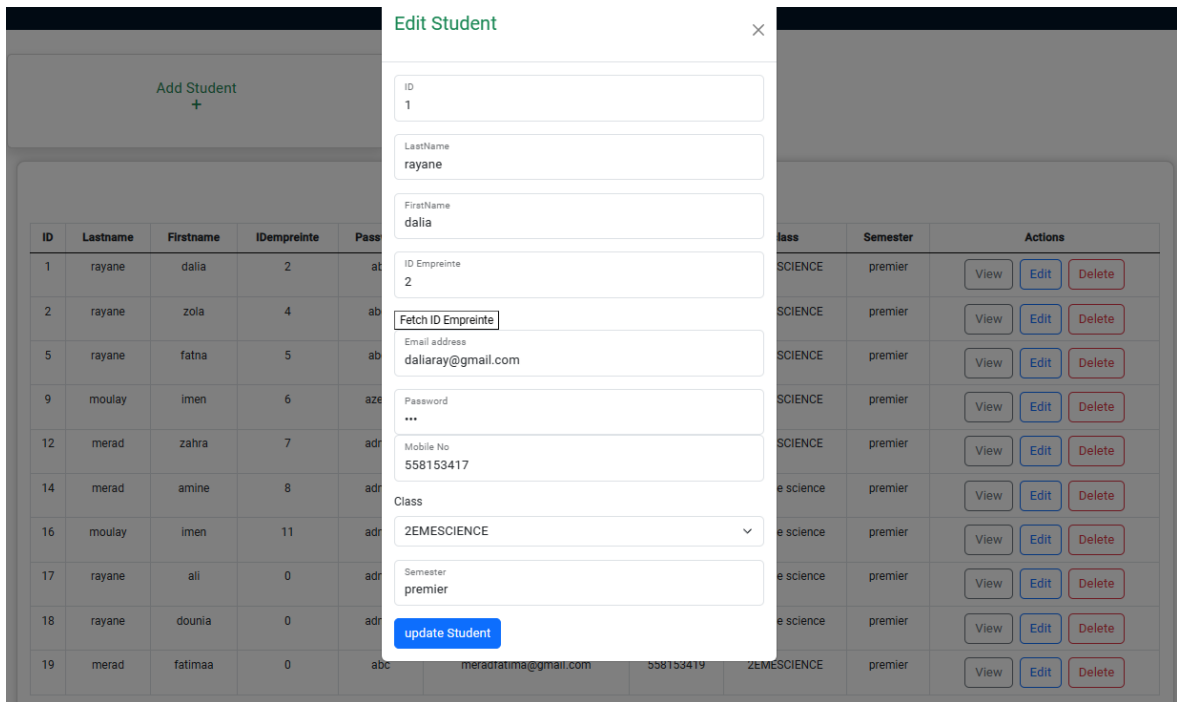 Edit Student
Add Student
+
ID
1
LastName
rayane
FirstName
dalia
ID Empreinte
2
Fetch ID Empreinte
Email address
daliaray@gmail.com
Password
•••
Mobile No
558153417
Class
2EMESCIENCE
Semester
premier
update Student
ID Lastname Firstname IDempreinte Semester Actions
1 rayane dalia 2 premier View Edit Delete
2 rayane zola 4 premier View Edit Delete
5 rayane fatna 5 premier View Edit Delete
9 moulay imen 6 premier View Edit Delete
12 merad zahra 7 premier View Edit Delete
14 merad amine 8 science premier View Edit Delete
16 moulay imen 11 science premier View Edit Delete
17 rayane ali 0 science premier View Edit Delete
18 rayane dounia 0 science premier View Edit Delete
19 merad fatimaa 0 abc meradfatima@gmail.com 558153419 2EMESCIENCE premier View Edit Delete